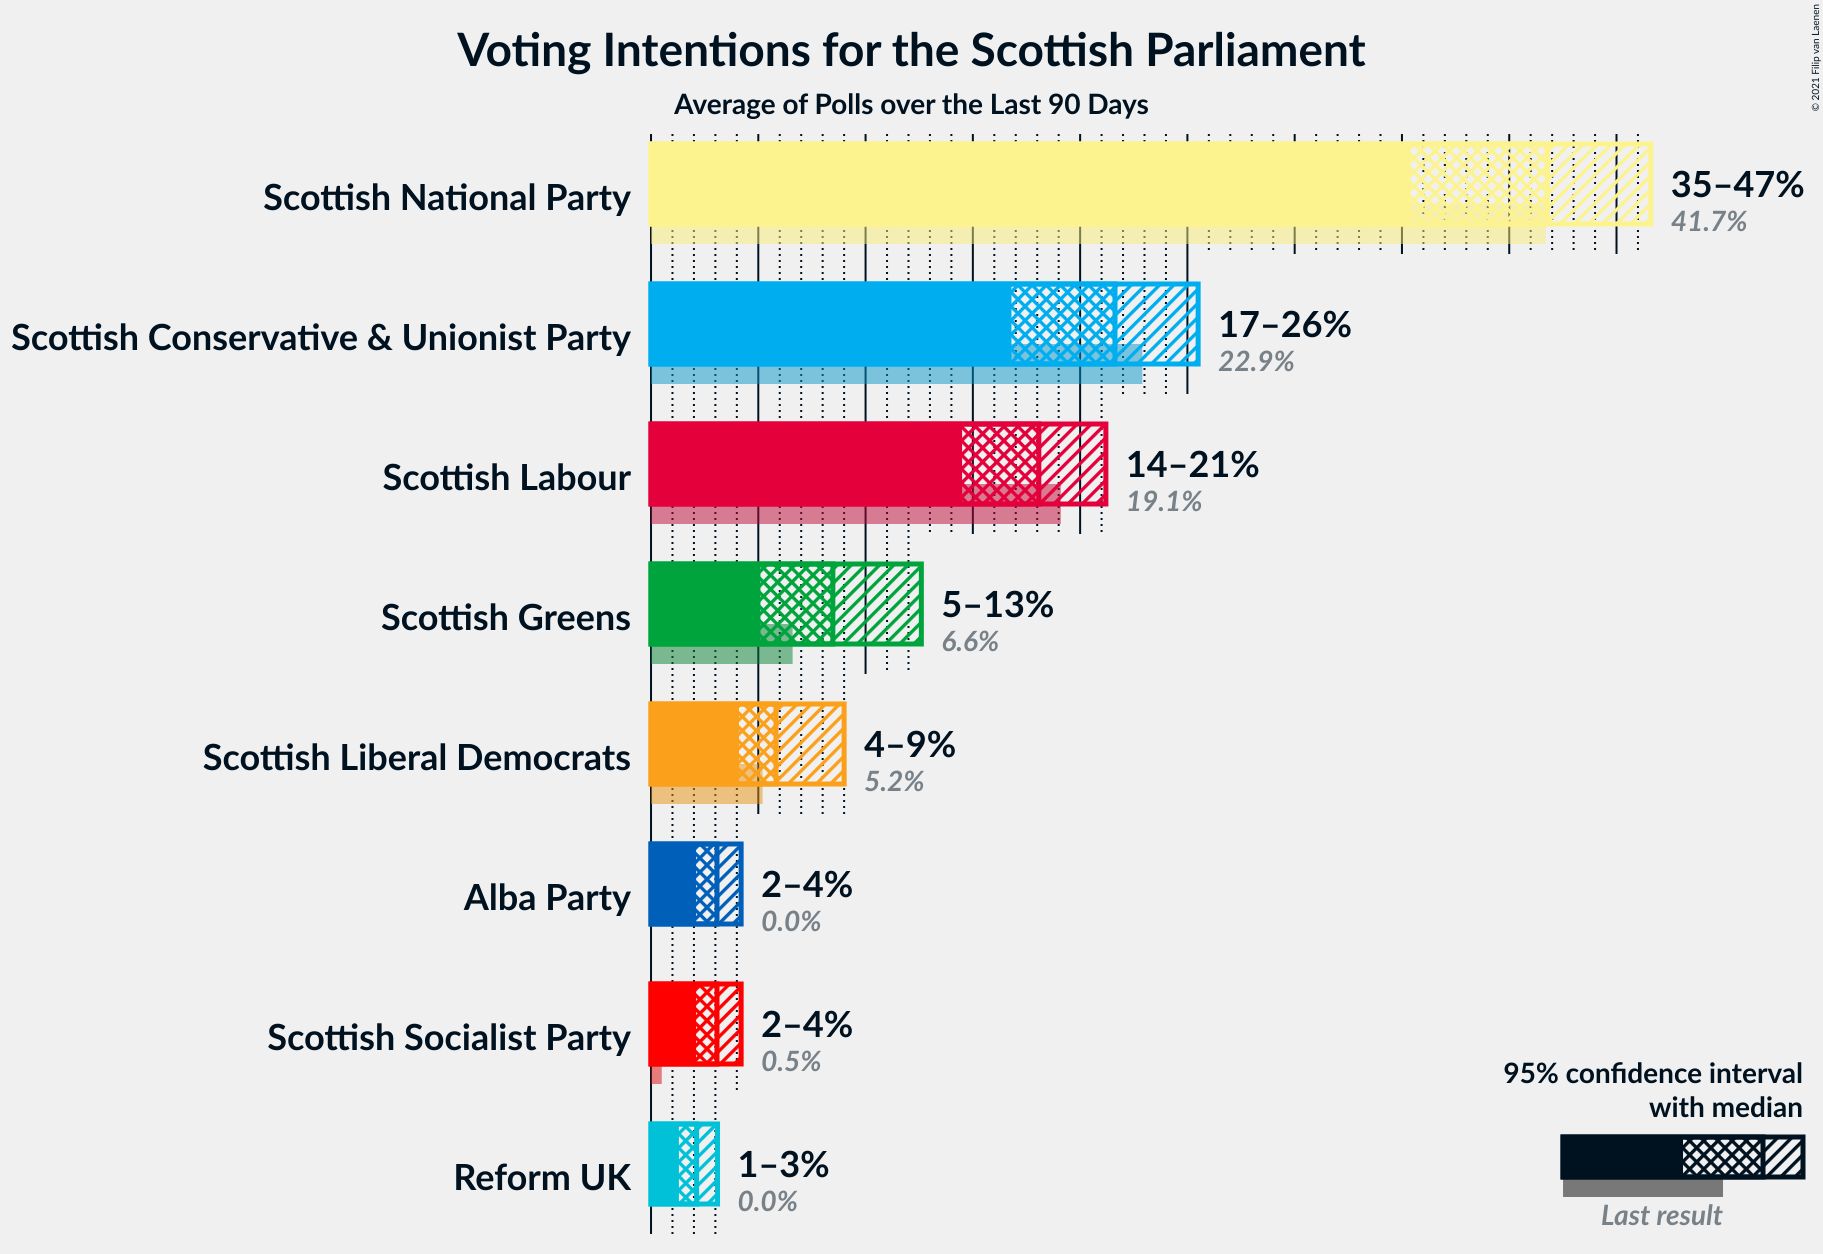 Voting Intentions for the Scottish Parliament
Average of Polls over the Last 90 Days
© 2021 Filip van Laenen
Scottish National Party
35–47%
41.7%
Scottish Conservative & Unionist Party
17–26%
22.9%
Scottish Labour
14–21%
19.1%
Scottish Greens
5–13%
6.6%
Scottish Liberal Democrats
4–9%
5.2%
Alba Party
2–4%
0.0%
Scottish Socialist Party
2–4%
0.5%
Reform UK
1–3%
0.0%
95% confidence interval
with median
Last result